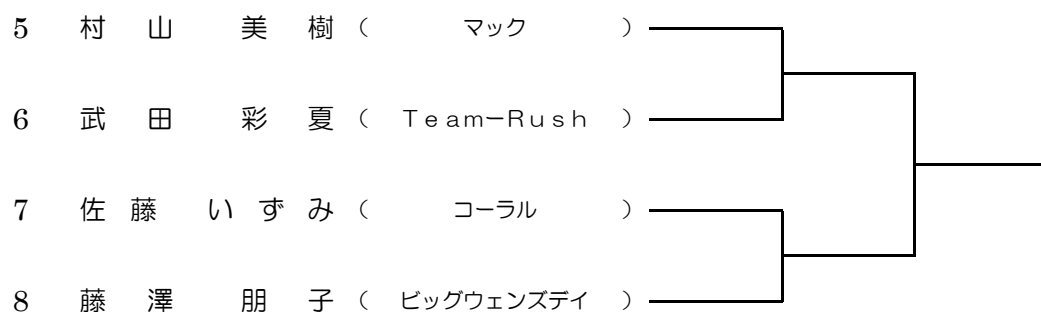 5 村 山 美 樹 ( マック )
6 武 田 彩 夏 ( Team-Rush )
7 佐 藤 い ず み ( コーラル )
8 藤 澤 朋 子 ( ビッグウェンズデイ )